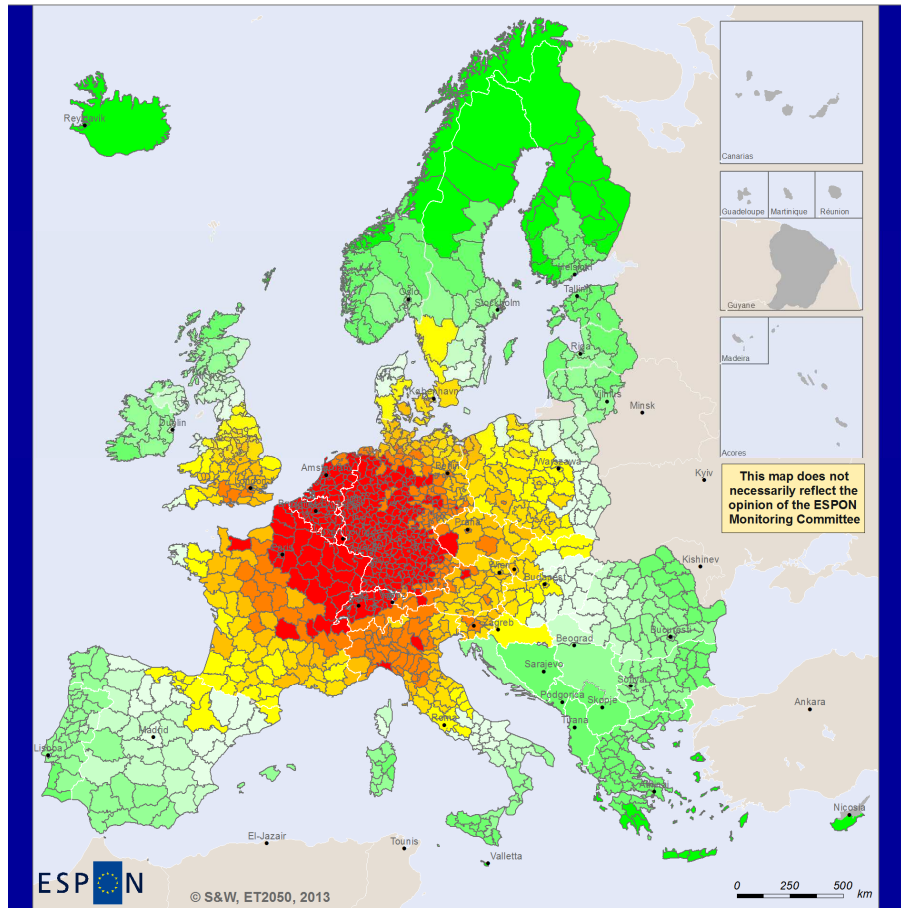 Reykjavik
Canarias
Guadeloupe Martinique Réunion
Guyane
Helsinki
Oslo
Tallinn
Stockholm
Madeira
Riga
København
Vilnius
Minsk
Acores
Dublin
Warszawa
Amsterdam
Berlin
London
Kyiv
This map does not
necessarily reflect the
opinion of the ESPON
Monitoring Committee
Praha
Kishinev
Wien
Budapest
Zagreb
Beograd
Bucuresti
Sarajevo
Sofiya
Podgorica
Skopje
Ankara
Roma
Tirana
Madrid
Lisboa
Athinai
Nicosia
El-Jazair
Tounis
Valletta
ESPON
© S&W, ET2050, 2013
0 250 500 km